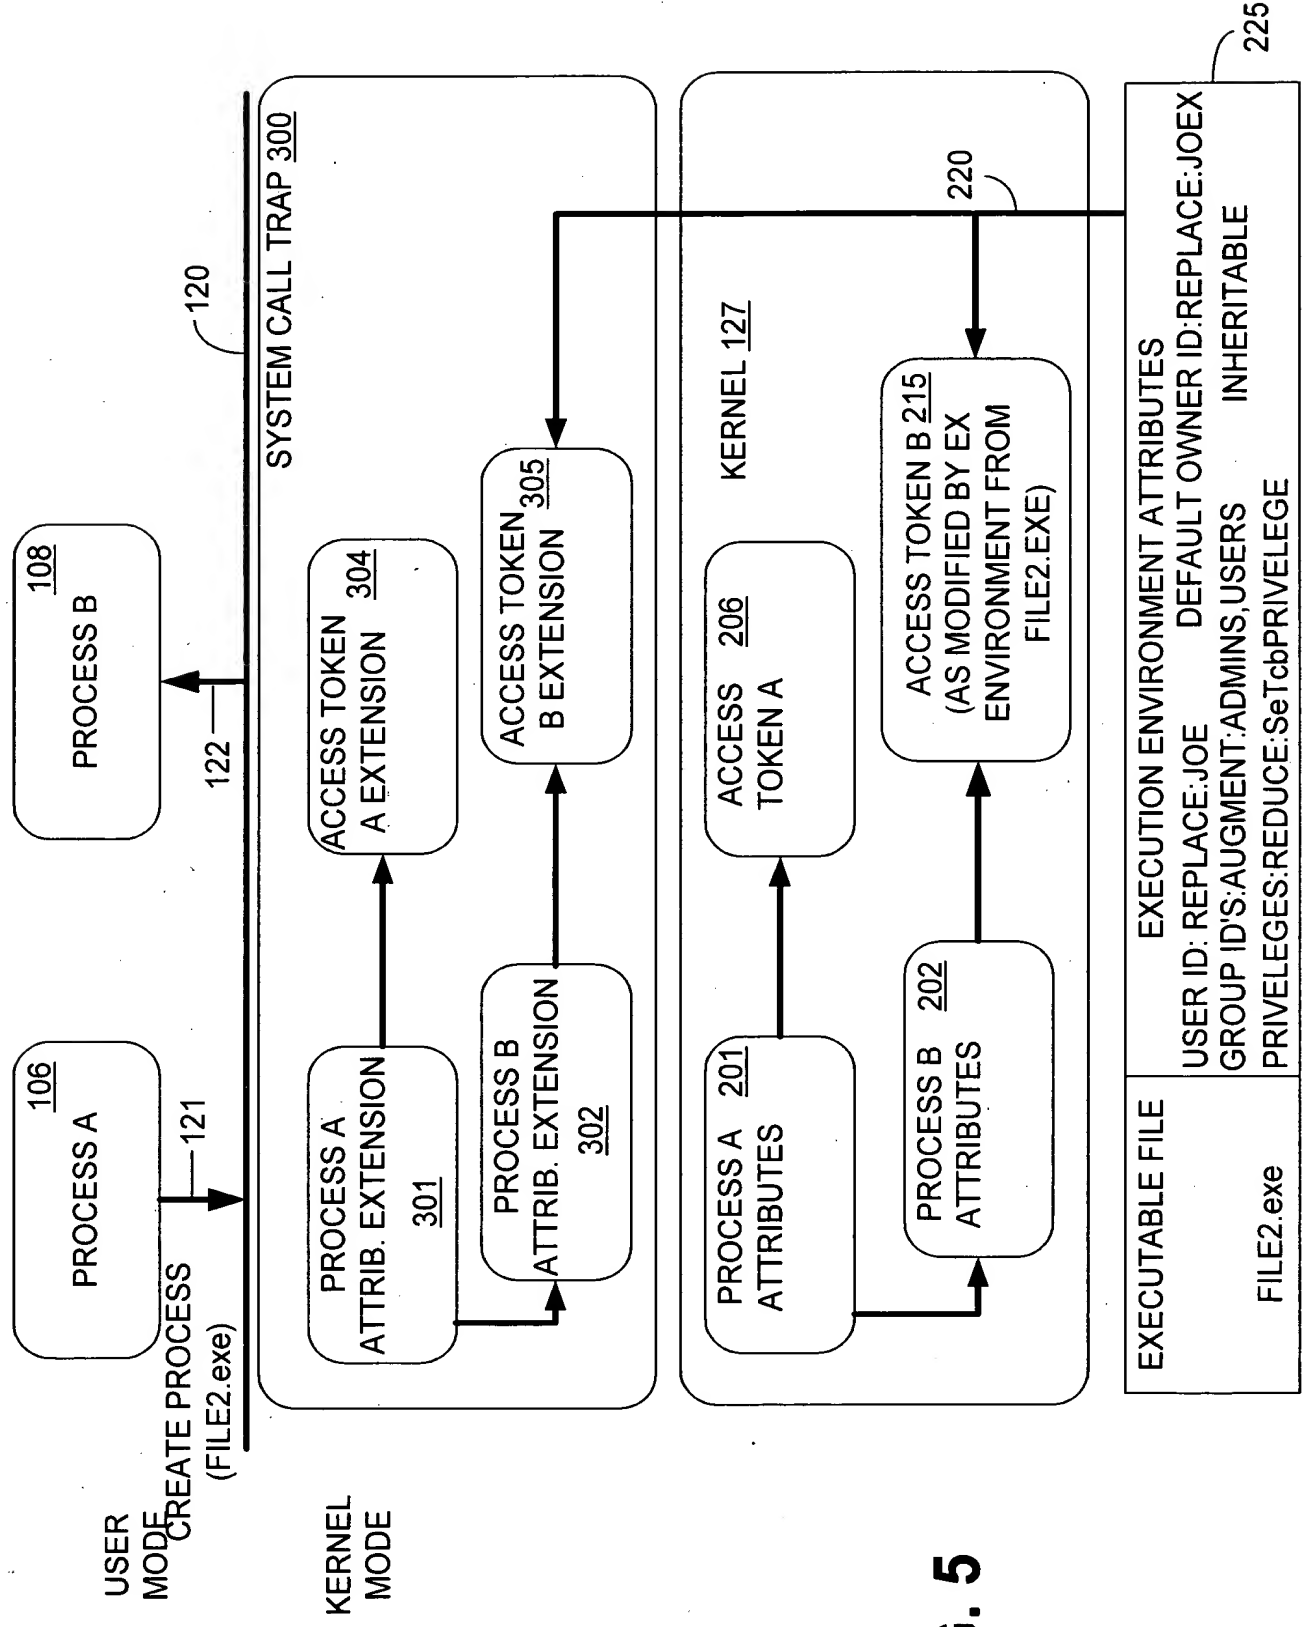 USER
MODE
PROCESS A
106
CREATE PROCESS
(FILE2.exe)
121
PROCESS B
108
122
120
KERNEL
MODE
SYSTEM CALL TRAP 300
PROCESS A
ATTRIB. EXTENSION
301
ACCESS TOKEN
A EXTENSION 304
PROCESS B
ATTRIB. EXTENSION
302
ACCESS TOKEN
B EXTENSION 305
KERNEL 127
PROCESS A 201
ATTRIBUTES
ACCESS 206
TOKEN A
PROCESS B 202
ATTRIBUTES
ACCESS TOKEN B 215
(AS MODIFIED BY EX
ENVIRONMENT FROM
FILE2.EXE)
220
225
EXECUTABLE FILE
FILE2.exe
EXECUTION ENVIRONMENT ATTRIBUTES
USER ID: REPLACE:JOE DEFAULT OWNER ID:REPLACE:JOEX
GROUP ID'S:AUGMENT:ADMINS,USERS INHERITABLE
PRIVELEGES:REDUCE:SeTcbPRIVELEGE
. 5